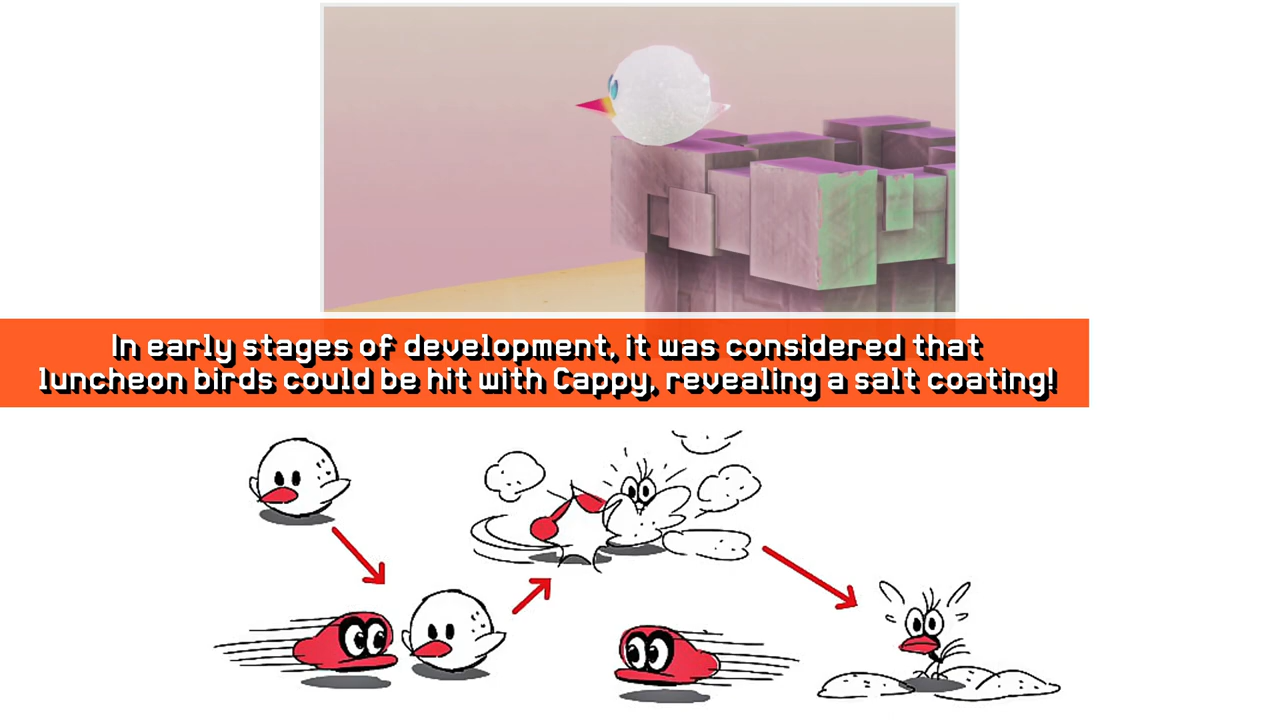 In early stages of development, it was considered that
luncheon birds could be hit with Cappy, revealing a salt coating!